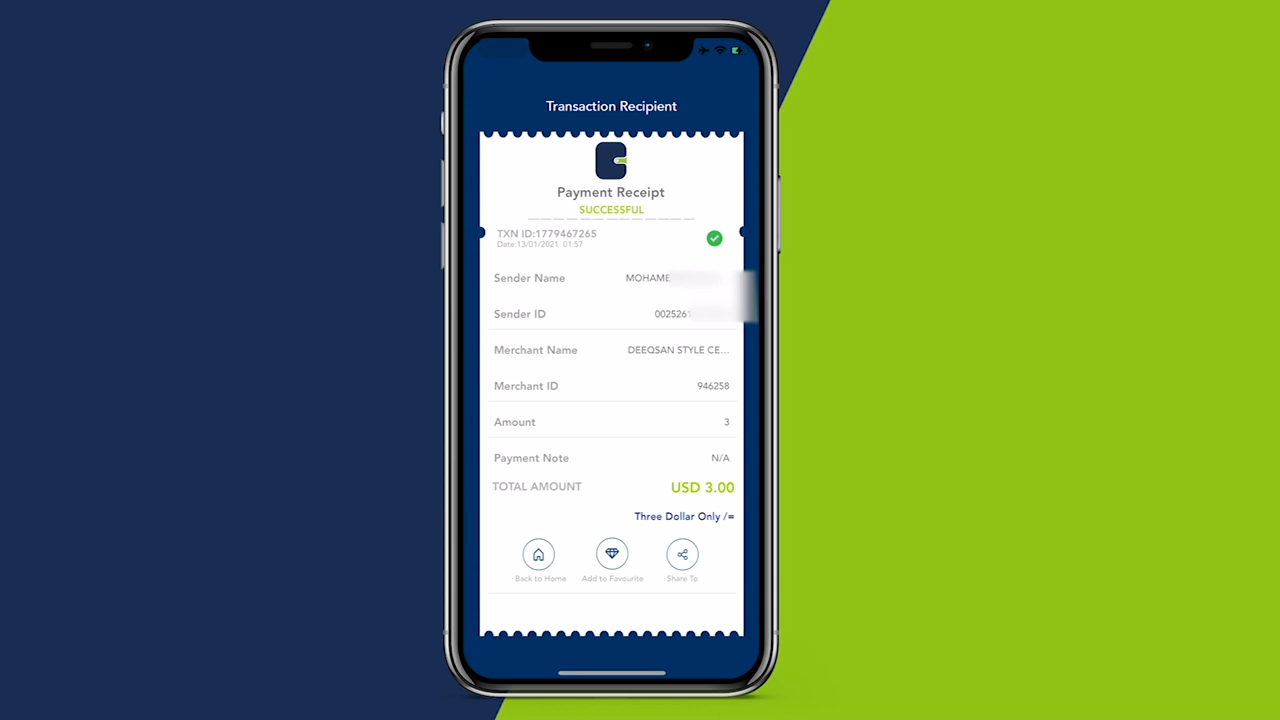 Transaction Recipient
Payment Receipt
SUCCESSFUL
TXN ID:1779467265
Date:13/01/2021 01:57
Sender Name MOHAME
Sender ID 0025261
Merchant Name DEEQSAN STYLE CE...
Merchant ID 946258
Amount 3
Payment Note N/A
TOTAL AMOUNT USD 3.00
Three Dollar Only /=
Back to Home Add to Favourite Share To